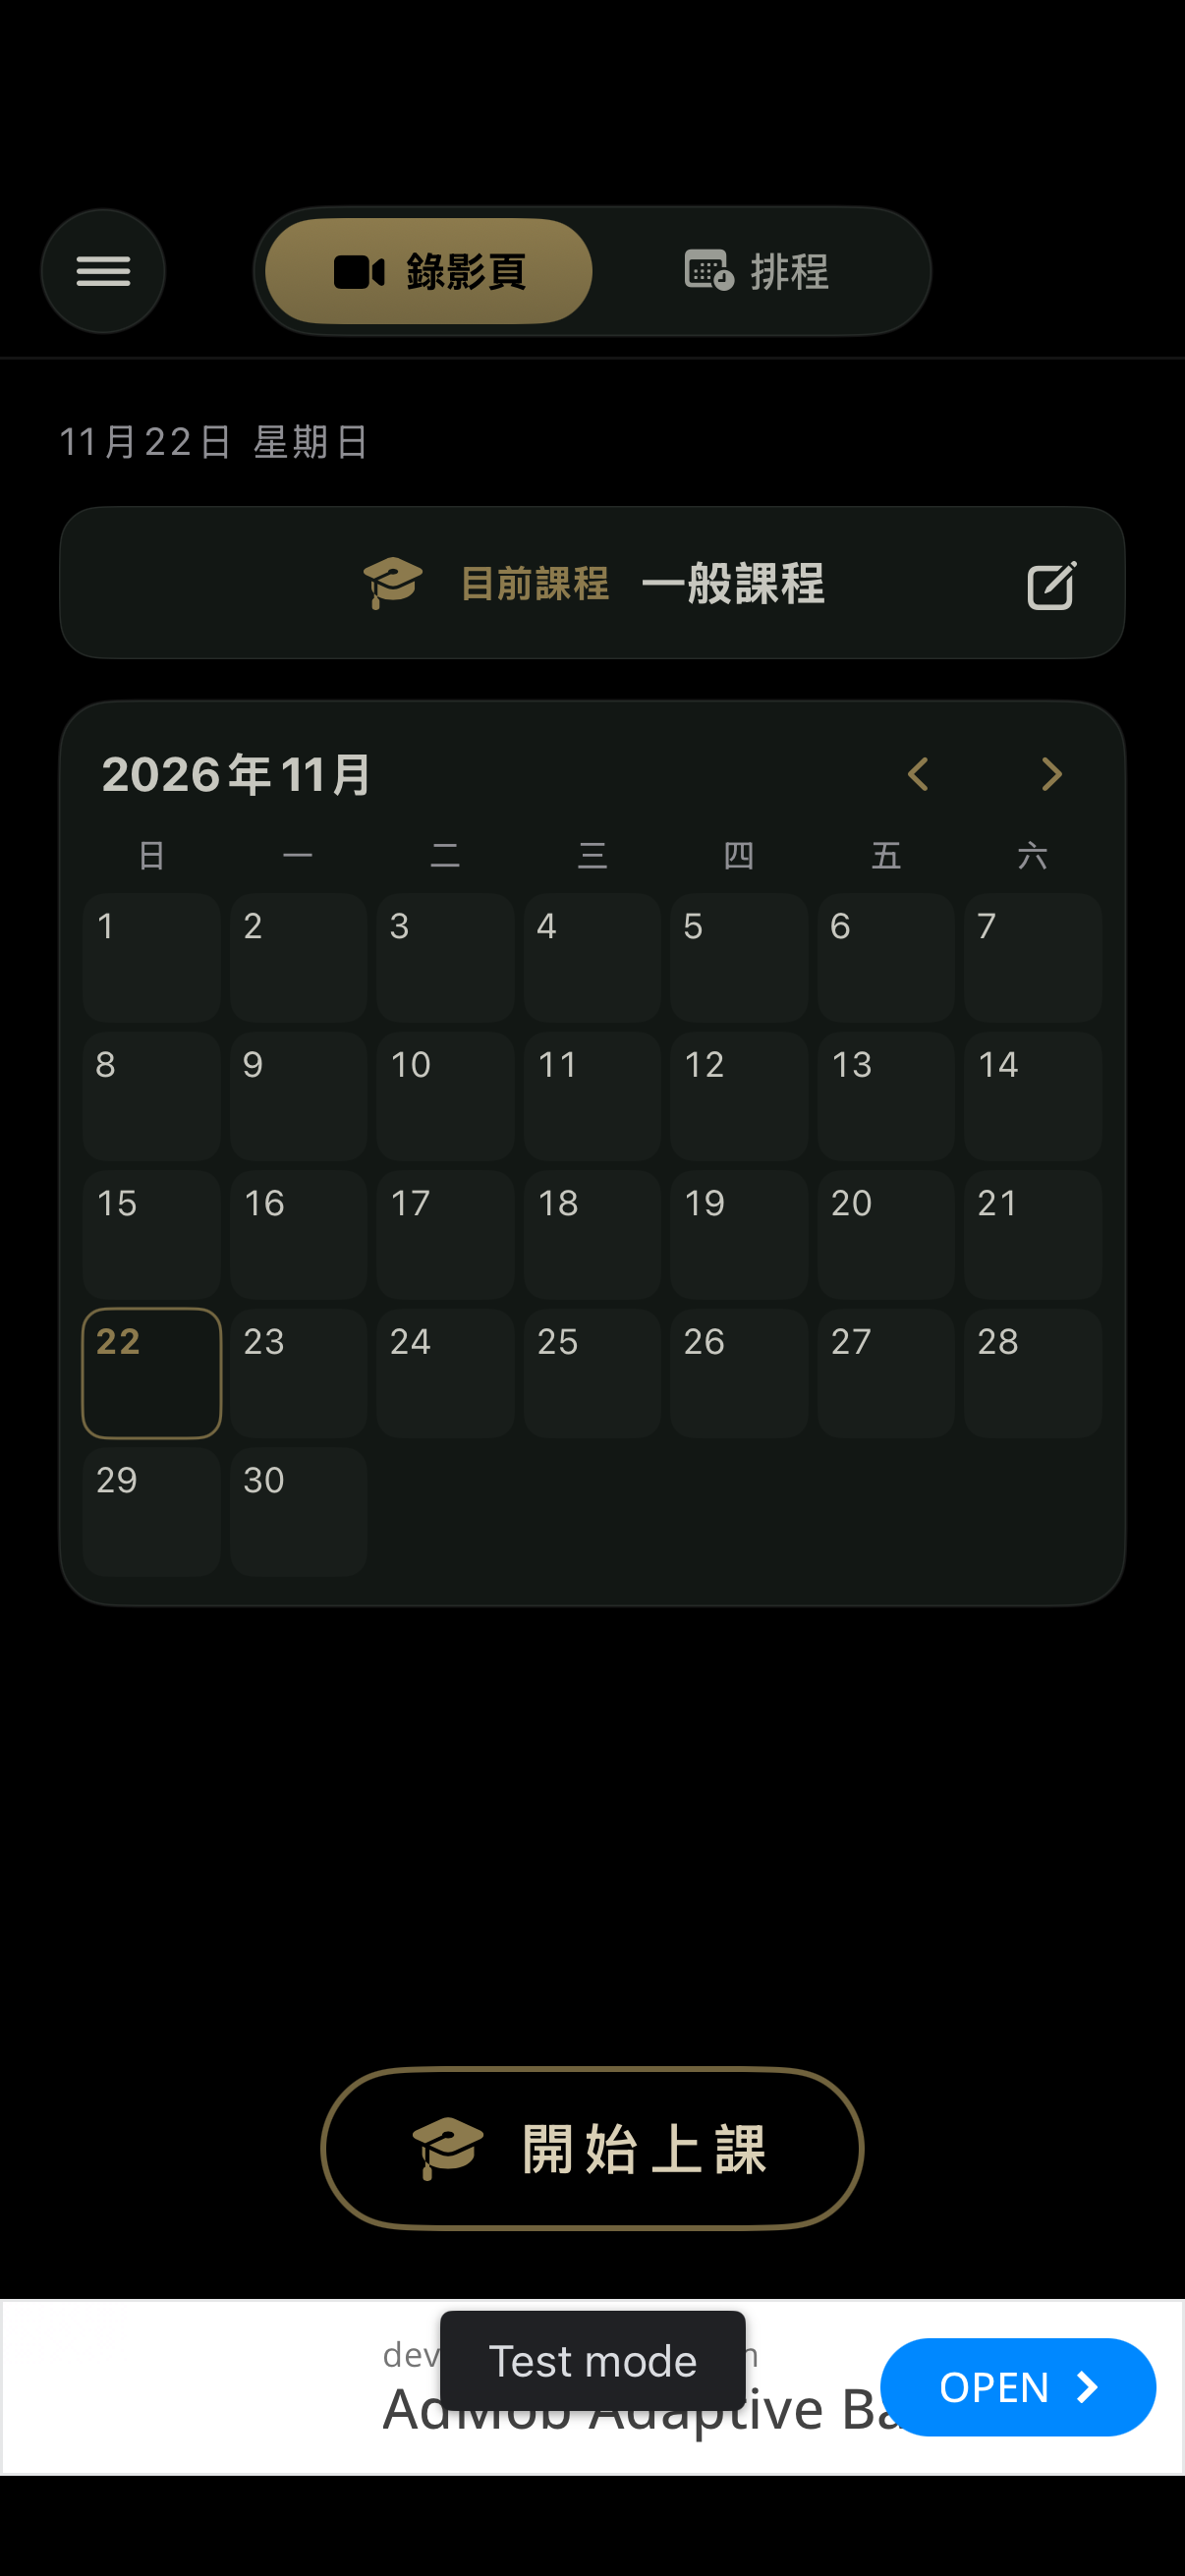 錄影頁 排程
11月22日 星期日
目前課程 一般課程
2026年11月
日 一 二 三 四 五 六
1 2 3 4 5 6 7
8 9 10 11 12 13 14
15 16 17 18 19 20 21
22 23 24 25 26 27 28
29 30
開始上課
Test mode
AdMob Adaptive
OPEN